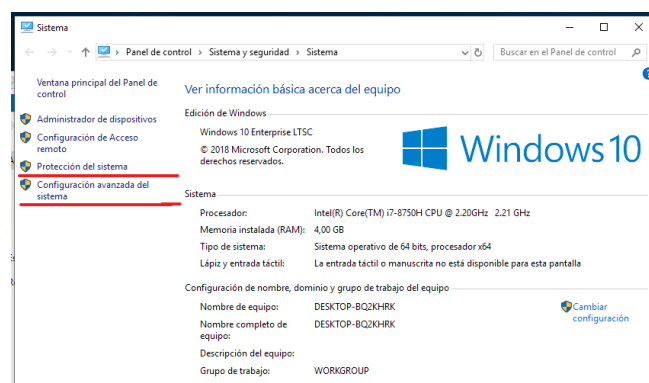 Sistema
Panel de control > Sistema y seguridad > Sistema
Buscar en el Panel de control
Ventana principal del Panel de
control
Administrador de dispositivos
Configuración de Acceso
remoto
Protección del sistema
Configuración avanzada del
sistema
Ver información básica acerca del equipo
Edición de Windows
Windows 10 Enterprise LTSC
© 2018 Microsoft Corporation. Todos los
derechos reservados.
Windows 10
Sistema
Procesador: Intel(R) Core(TM) i7-8750H CPU @ 2.20GHz 2.21 GHz
Memoria instalada (RAM): 4,00 GB
Tipo de sistema: Sistema operativo de 64 bits, procesador x64
Lápiz y entrada táctil: La entrada táctil o manuscrita no está disponible para esta pantalla
Configuración de nombre, dominio y grupo de trabajo del equipo
Nombre de equipo: DESKTOP-BQ2KHRK
Cambiar
configuración
Nombre completo de
equipo:
DESKTOP-BQ2KHRK
Descripción del equipo:
Grupo de trabajo: WORKGROUP